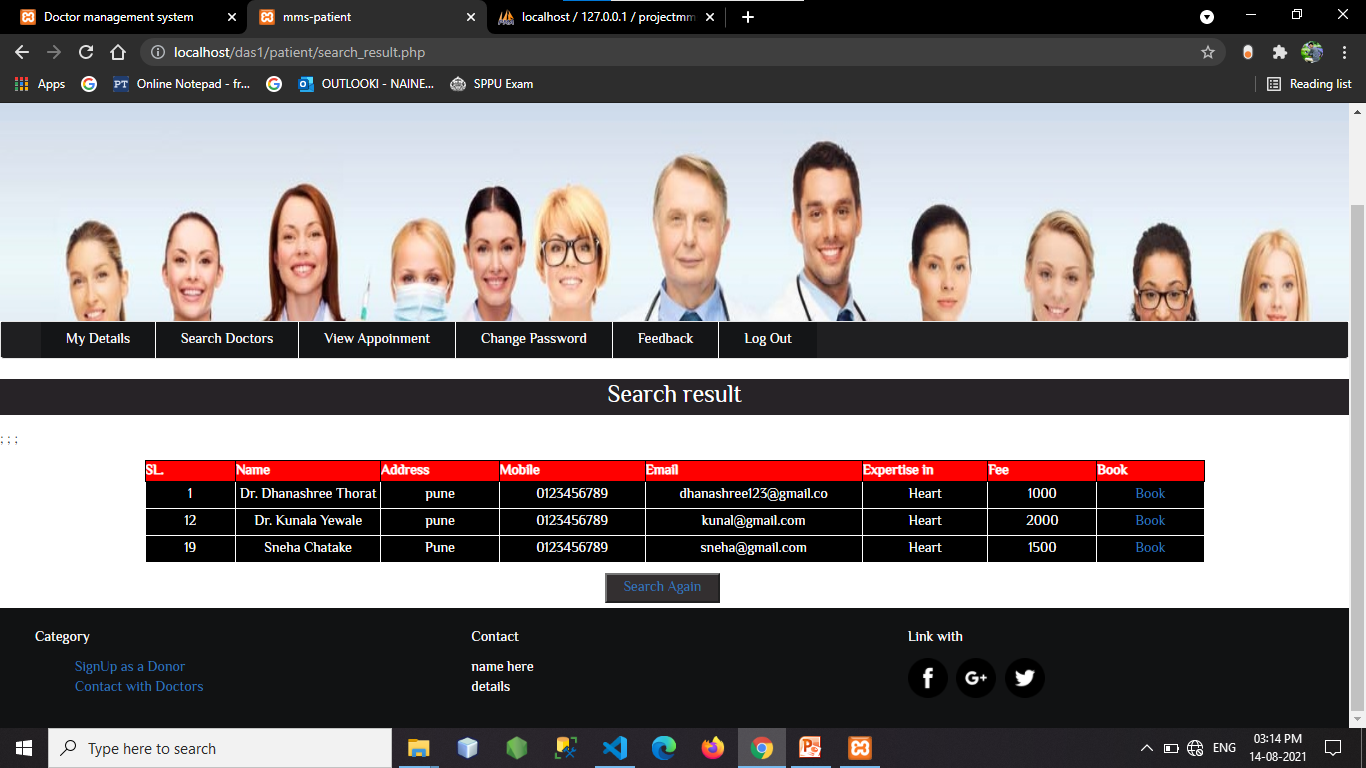 Doctor management system
mms-patient
localhost / 127.0.0.1 / projectmm
localhost/das1/patient/search_result.php
Apps
PT Online Notepad - fr...
OUTLOOKI - NAINE...
SPPU Exam
Reading list
My Details Search Doctors View Appoinment Change Password Feedback Log Out
Search result
; ; ;
SL. Name Address Mobile Email Expertise in Fee Book
1 Dr. Dhanashree Thorat pune 0123456789 dhanashree123@gmail.co Heart 1000 Book
12 Dr. Kunala Yewale pune 0123456789 kunal@gmail.com Heart 2000 Book
19 Sneha Chatake Pune 0123456789 sneha@gmail.com Heart 1500 Book
Search Again
Category
SignUp as a Donor
Contact with Doctors
Contact
name here
details
Link with
Type here to search
ENG
03:14 PM
14-08-2021